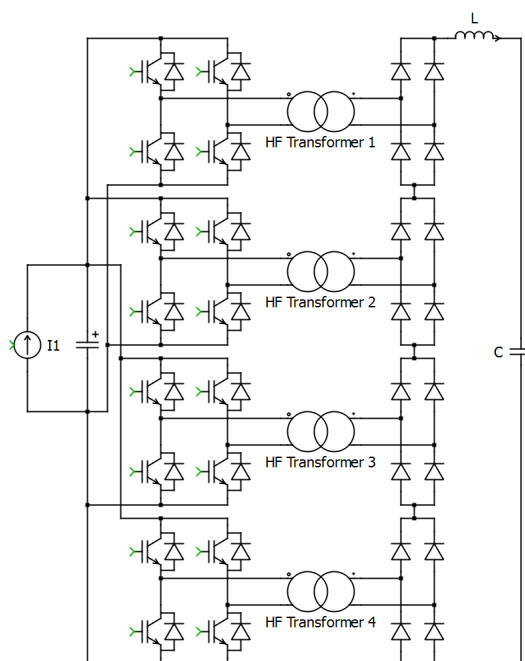 L
HF Transformer 1
HF Transformer 2
I1
+
C
HF Transformer 3
HF Transformer 4